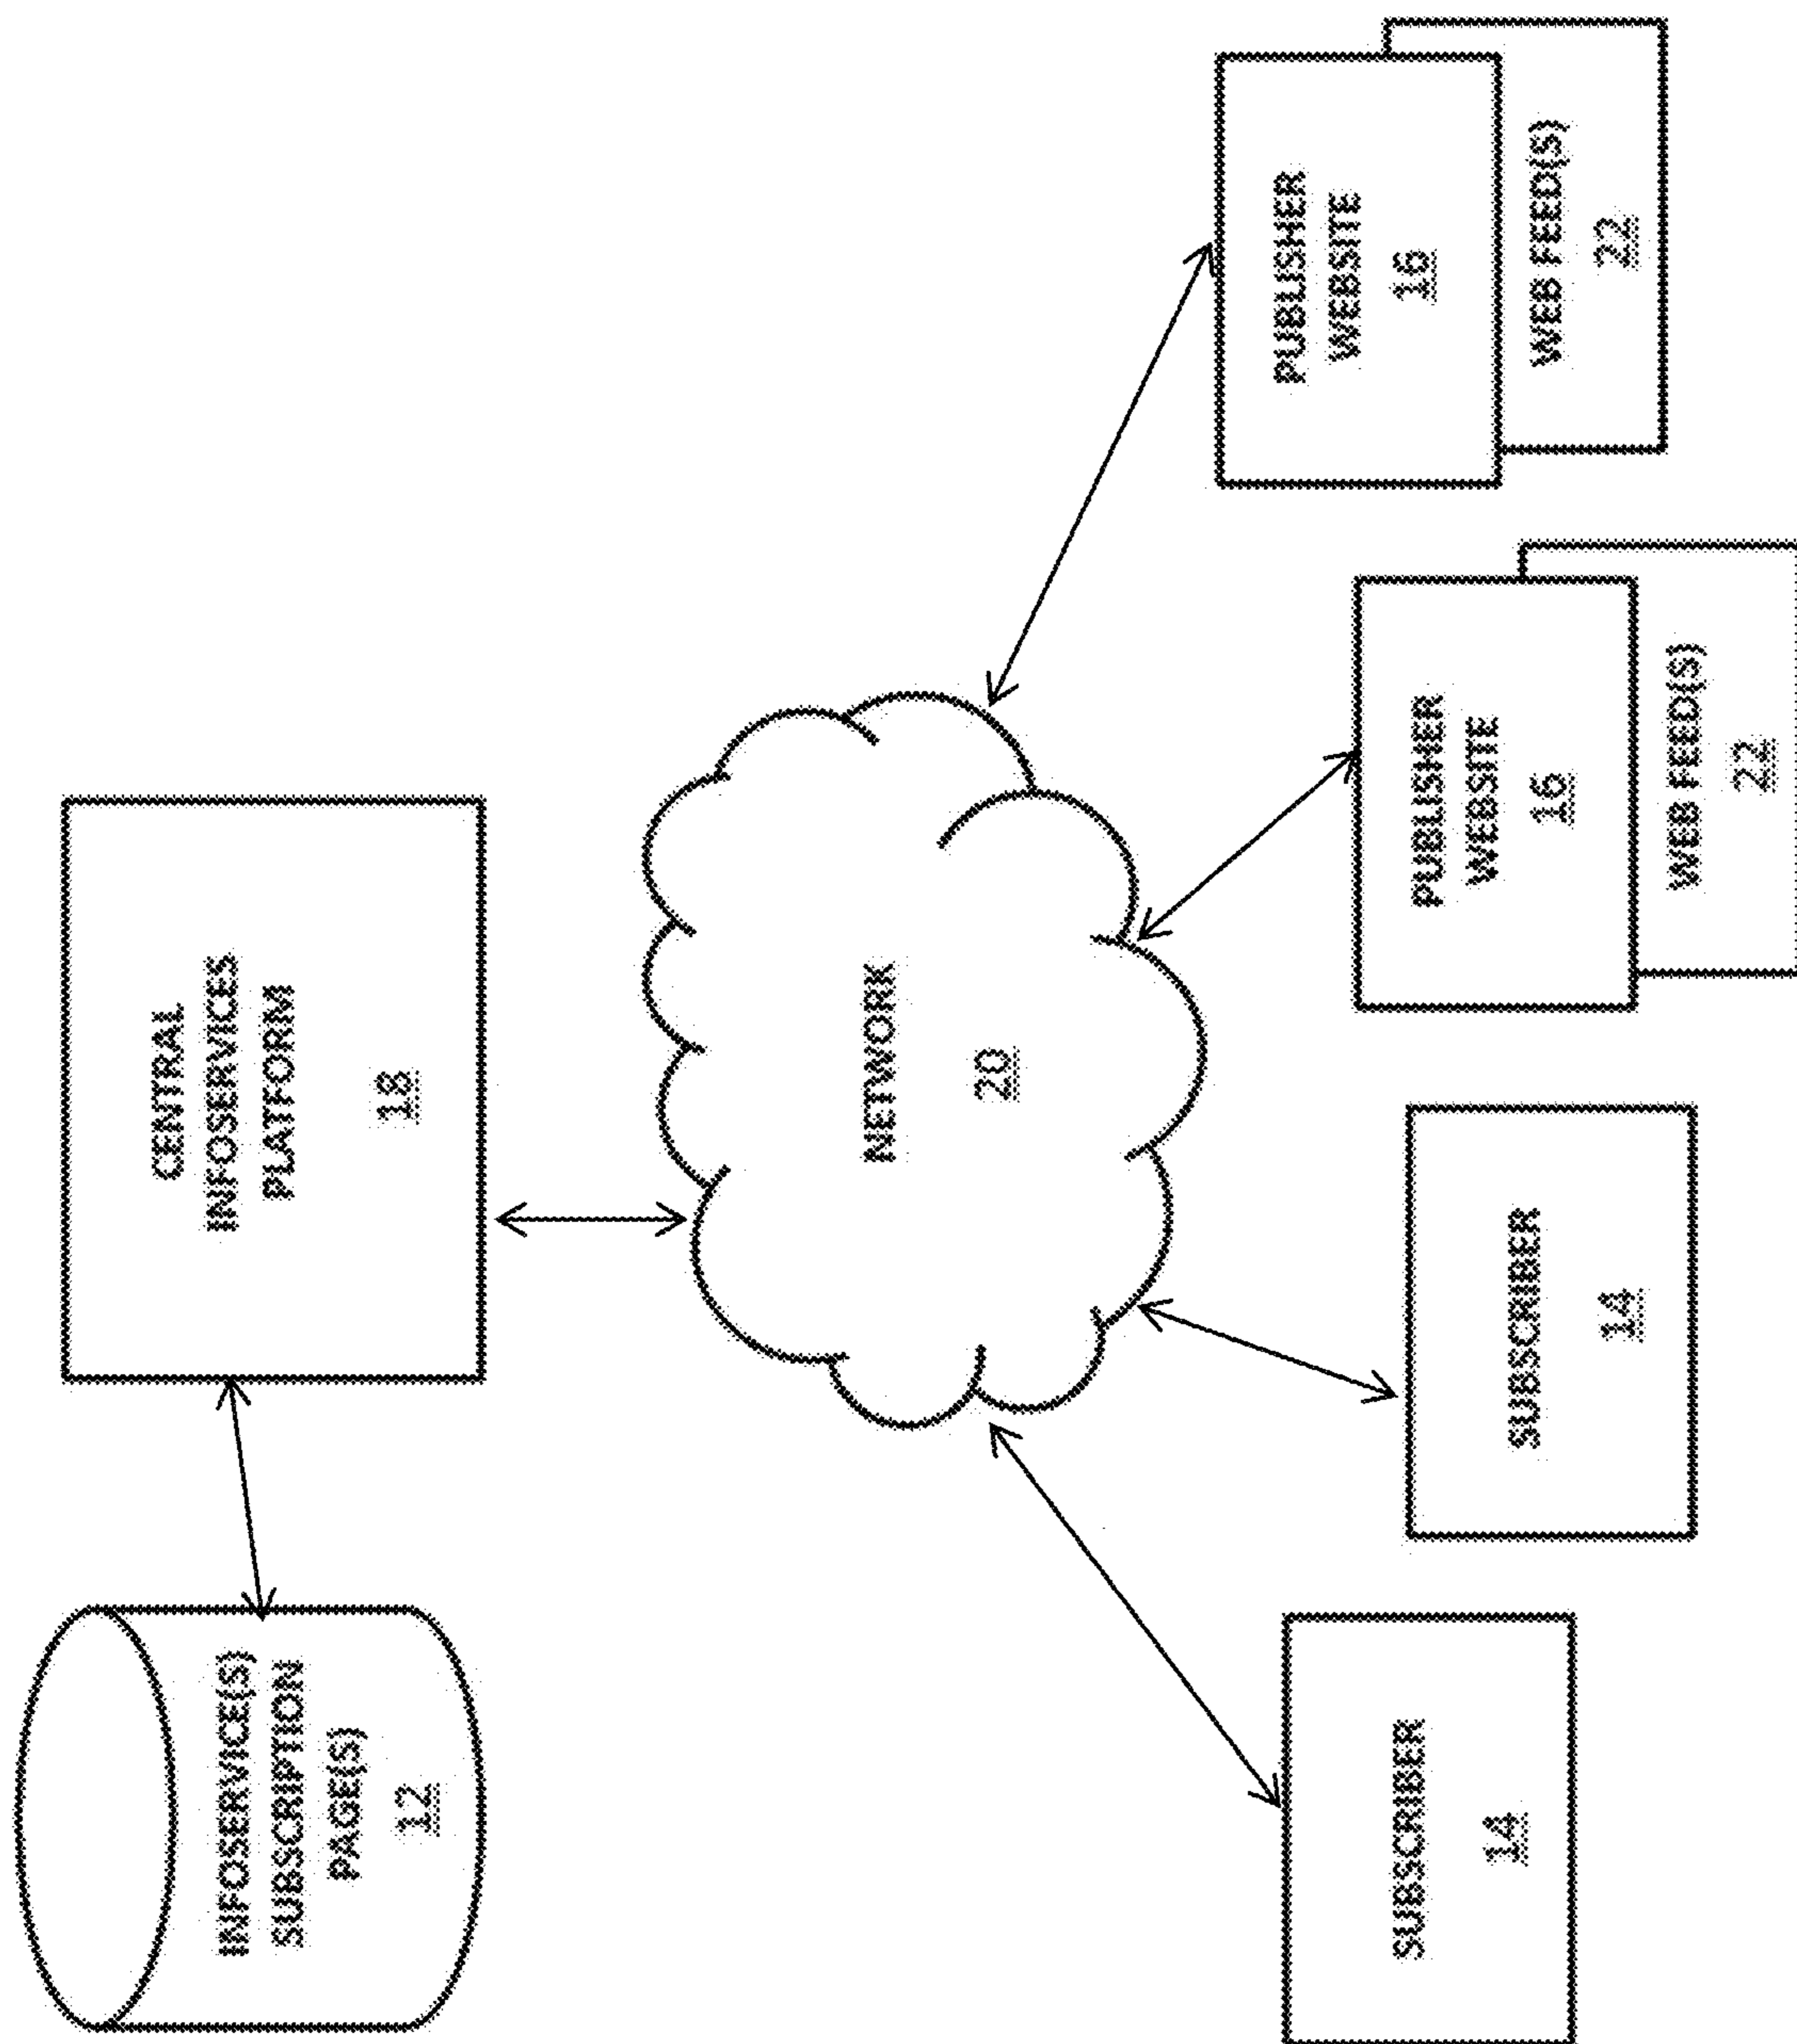 INFOSERVICE(S)
SUBSCRIPTION
PAGE(S)
12
CENTRAL
INFOSERVICES
PLATFORM
18
NETWORK
20
SUBSCRIBER
14
SUBSCRIBER
14
PUBLISHER
WEBSITE
16
WEB FEED(S)
22
PUBLISHER
WEBSITE
16
WEB FEED(S)
22